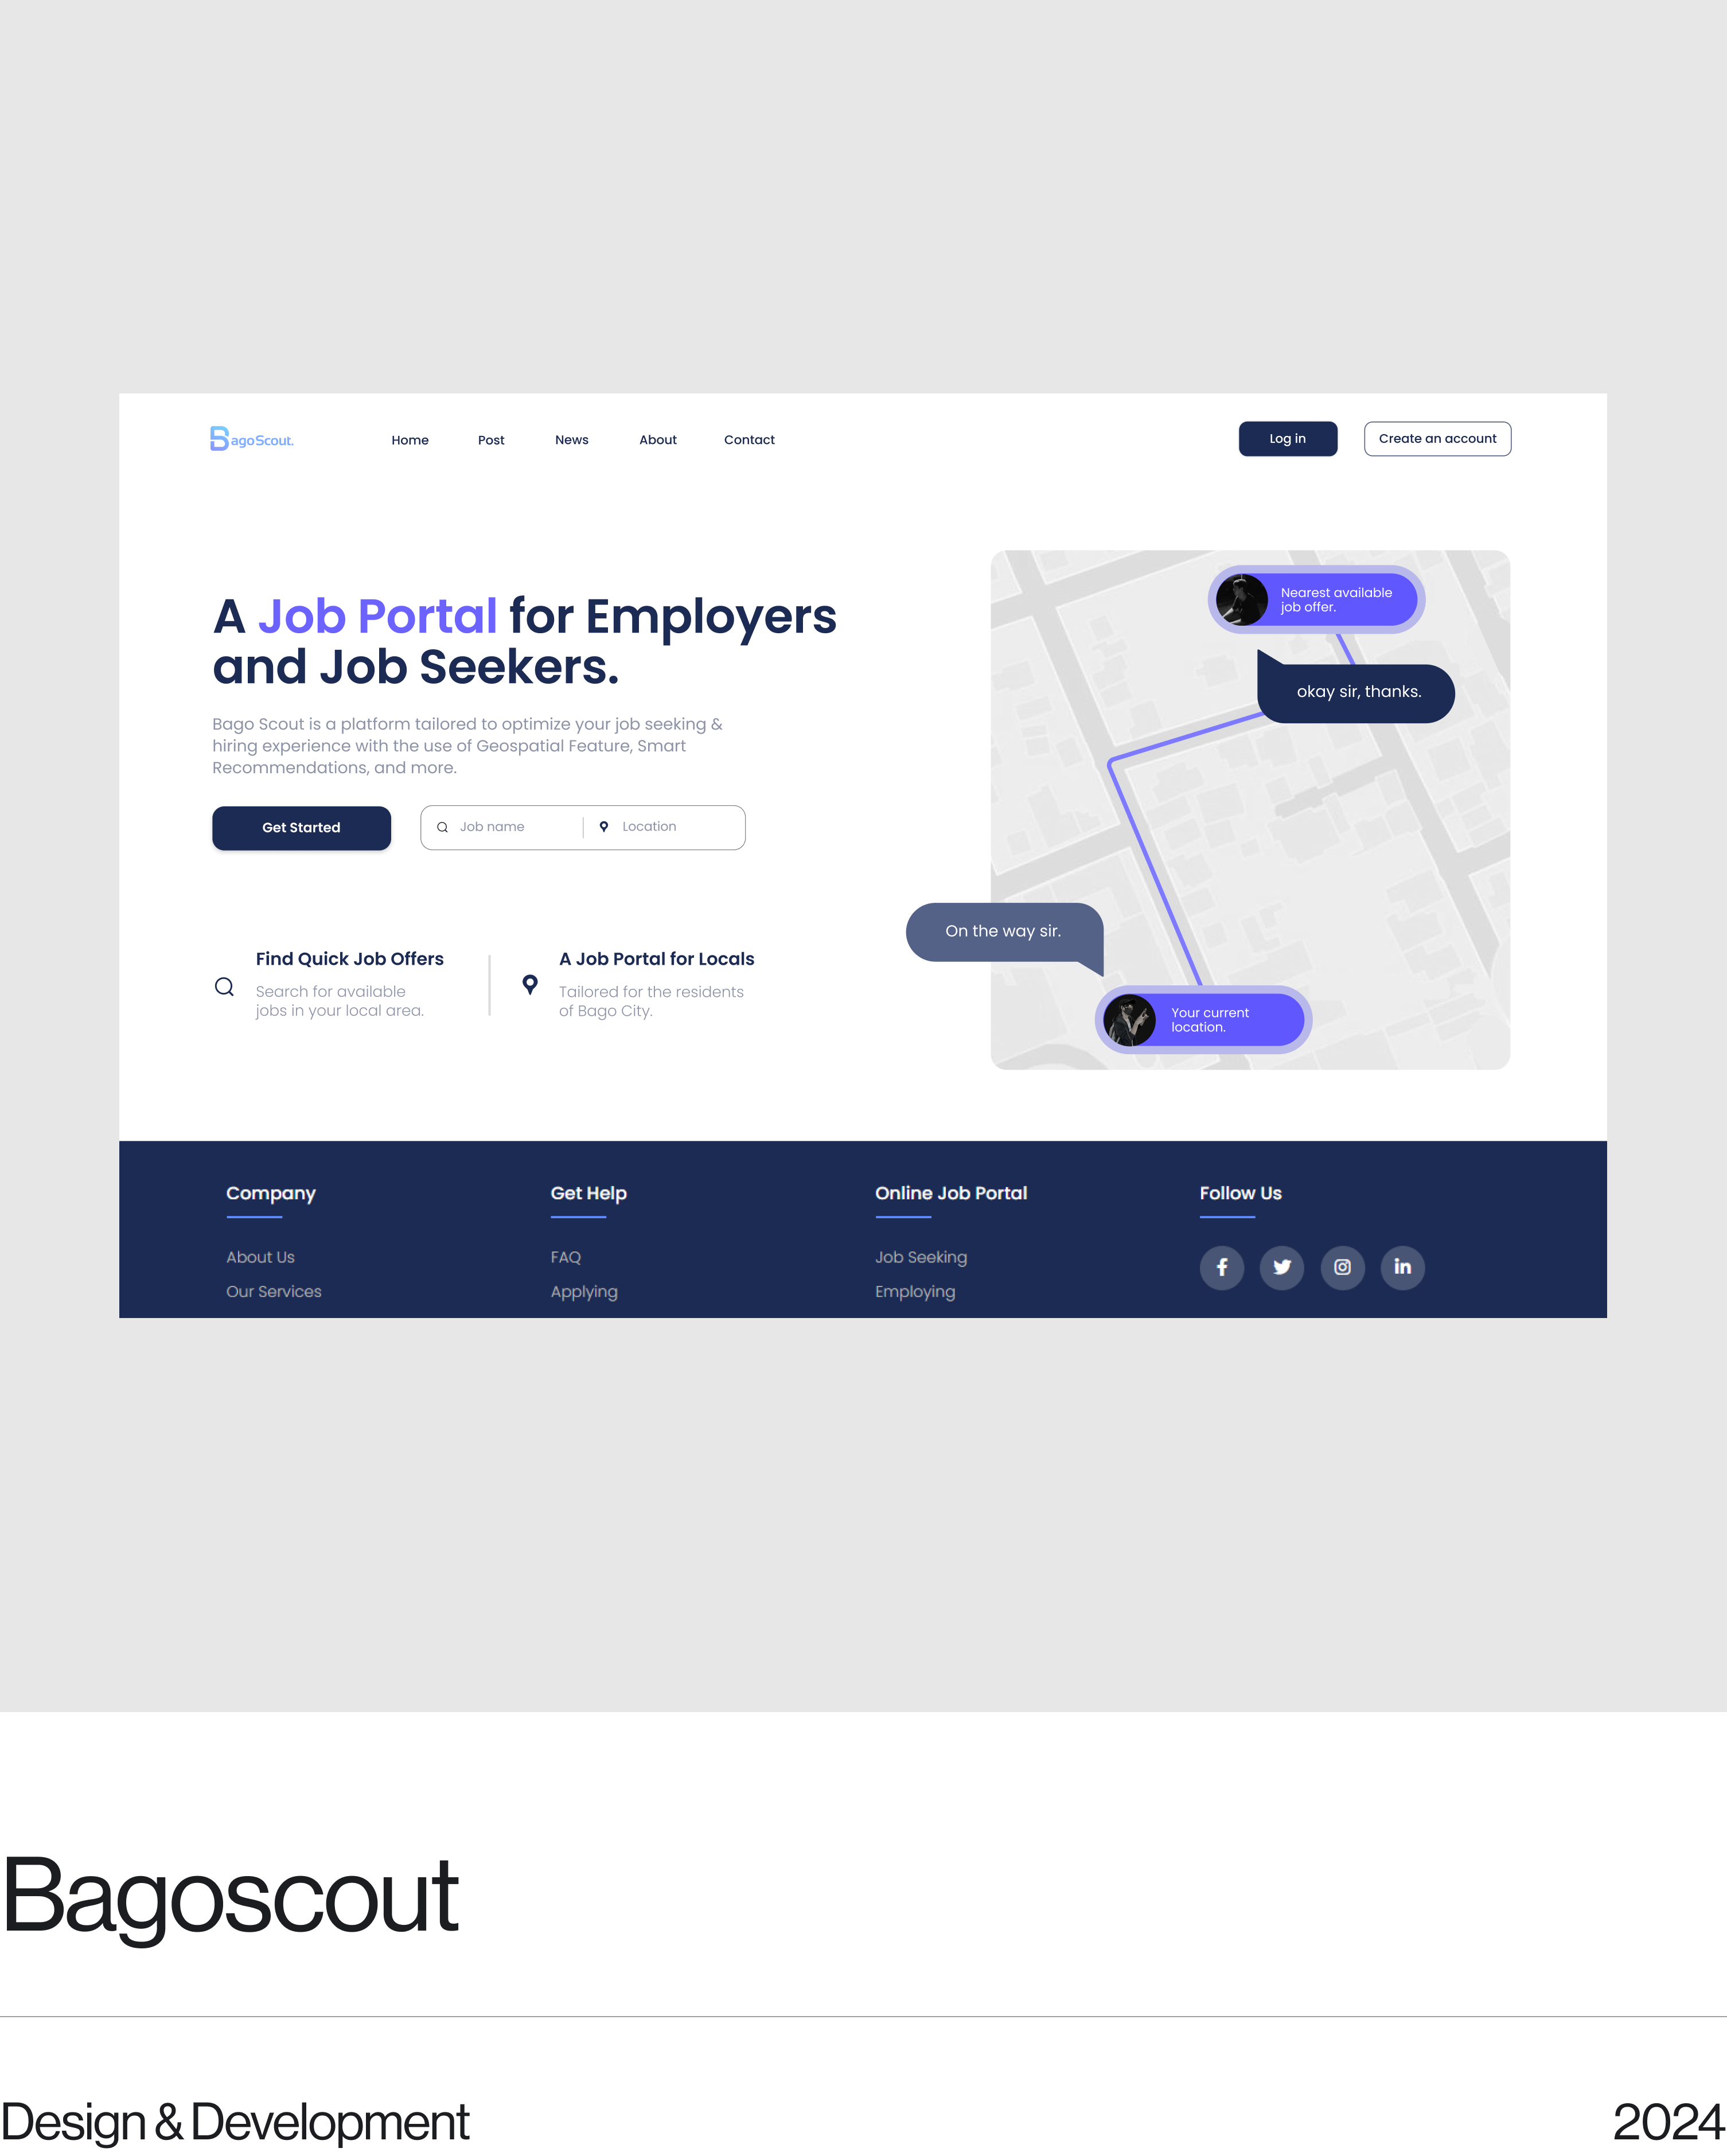 BagoScout.
Home
Post
News
About
Contact
Log in
Create an account
A Job Portal for Employers
and Job Seekers.
Bago Scout is a platform tailored to optimize your job seeking &
hiring experience with the use of Geospatial Feature, Smart
Recommendations, and more.
Get Started
Job name
Location
Find Quick Job Offers
Search for available
jobs in your local area.
A Job Portal for Locals
Tailored for the residents
of Bago City.
Nearest available
job offer.
okay sir, thanks.
On the way sir.
Your current
location.
Company
About Us
Our Services
Get Help
FAQ
Applying
Online Job Portal
Job Seeking
Employing
Follow Us
Bagoscout
Design & Development
2024